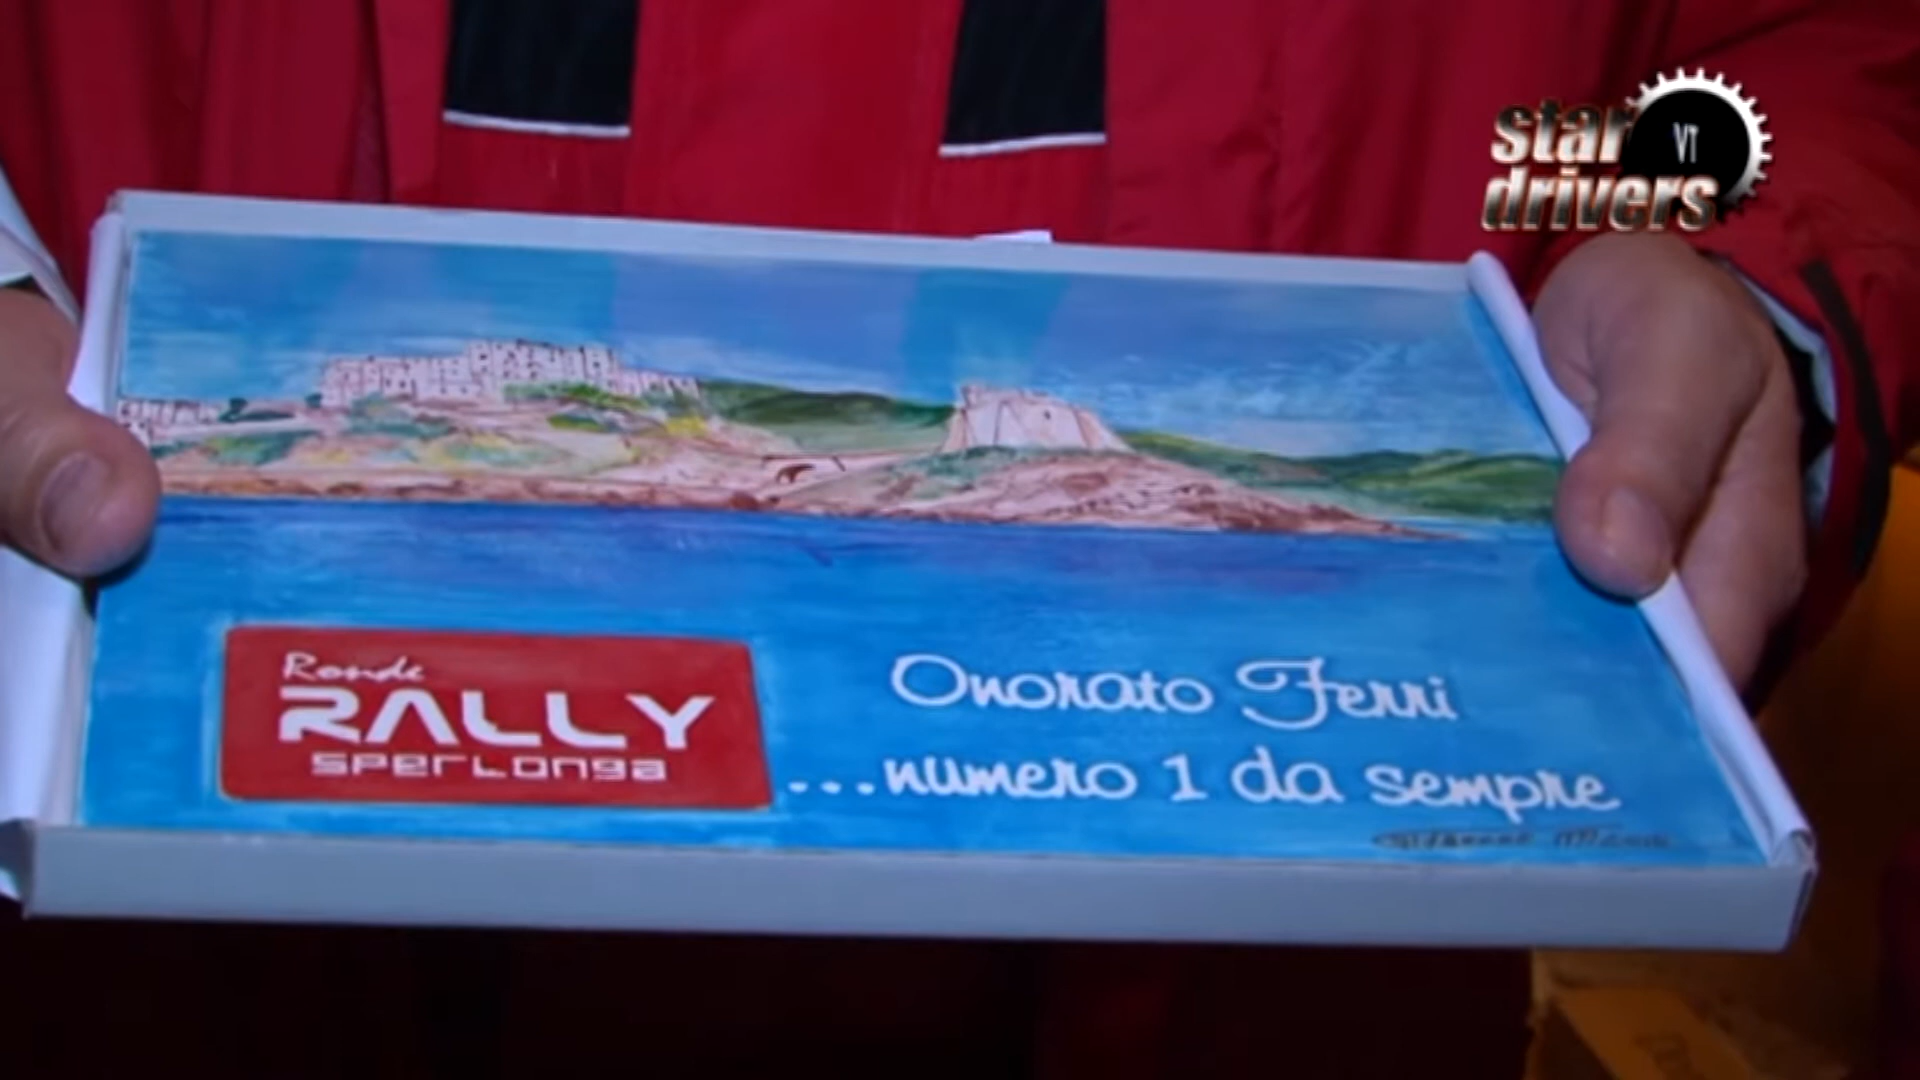 star
VT
drivers
Ronde
RALLY
sperlonga
Onorato Ferri
...numero 1 da sempre